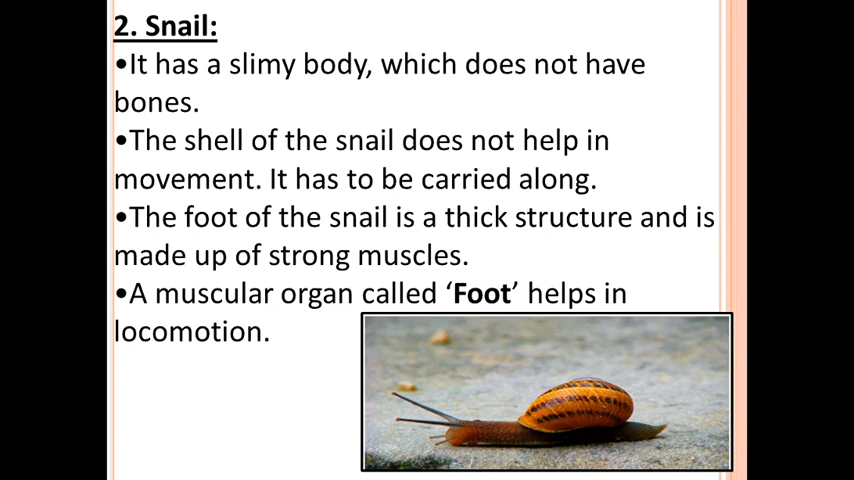 2. Snail:
•It has a slimy body, which does not have
bones.
•The shell of the snail does not help in
movement. It has to be carried along.
•The foot of the snail is a thick structure and is
made up of strong muscles.
•A muscular organ called ‘Foot’ helps in
locomotion.